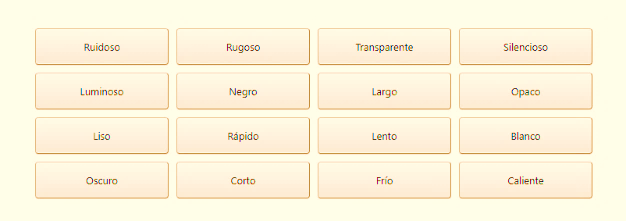 Ruidoso
Rugoso
Transparente
Silencioso
Luminoso
Negro
Largo
Opaco
Liso
Rápido
Lento
Blanco
Oscuro
Corto
Frío
Caliente